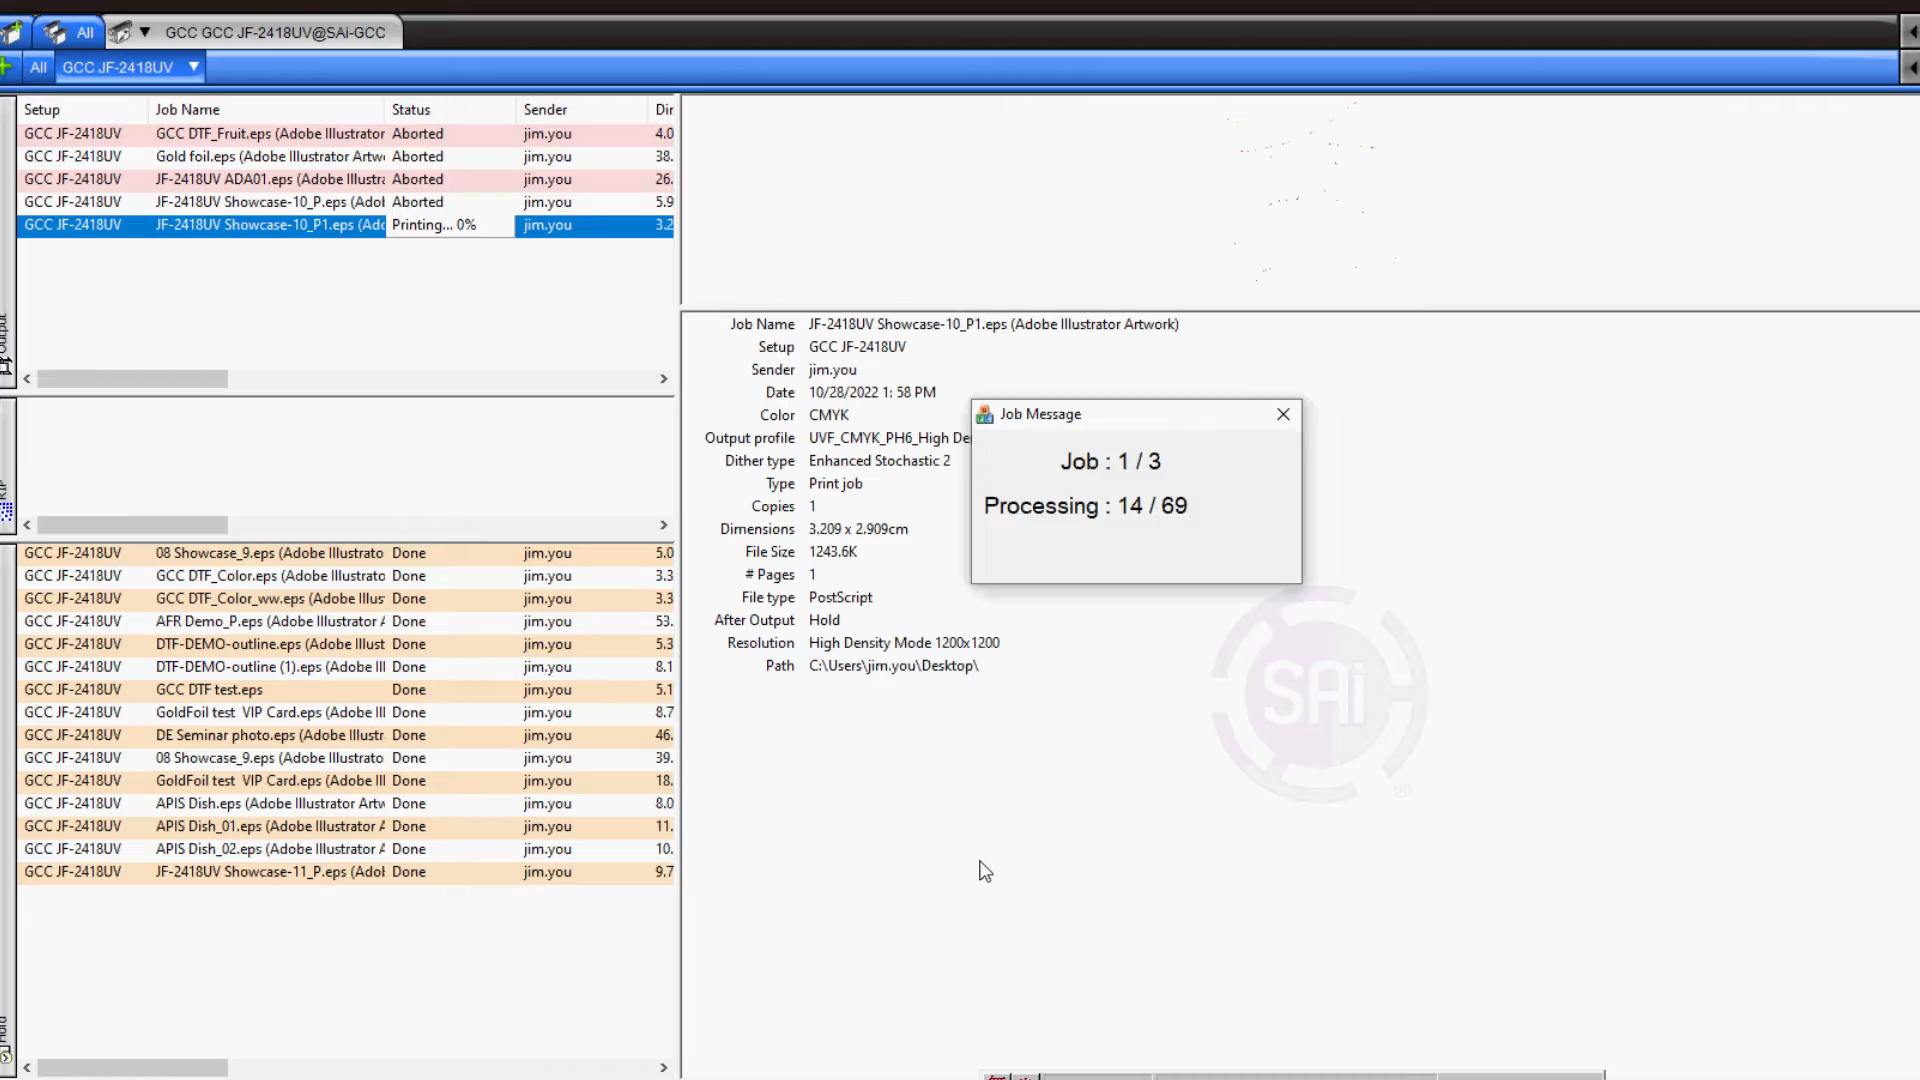 All
GCC GCC JF-2418UV@SAi-GCC
All
GCC JF-2418UV
Setup Job Name Status Sender Dir
GCC JF-2418UV GCC DTF_Fruit.eps (Adobe Illustrator Aborted jim.you 4.0
GCC JF-2418UV Gold foil.eps (Adobe Illustrator Artw Aborted jim.you 38.
GCC JF-2418UV JF-2418UV ADA01.eps (Adobe Illustra Aborted jim.you 26.
GCC JF-2418UV JF-2418UV Showcase-10_P.eps (Adol Aborted jim.you 5.9
GCC JF-2418UV JF-2418UV Showcase-10_P1.eps (Ado Printing... 0% jim.you 3.2
Output
RIP
GCC JF-2418UV 08 Showcase_9.eps (Adobe Illustrato Done jim.you 5.0
GCC JF-2418UV GCC DTF_Color.eps (Adobe Illustrato Done jim.you 3.3
GCC JF-2418UV GCC DTF_Color_ww.eps (Adobe Illus Done jim.you 3.3
GCC JF-2418UV AFR Demo_P.eps (Adobe Illustrator A Done jim.you 53.
GCC JF-2418UV DTF-DEMO-outline.eps (Adobe Illust Done jim.you 5.3
GCC JF-2418UV DTF-DEMO-outline (1).eps (Adobe Ill Done jim.you 8.1
GCC JF-2418UV GCC DTF test.eps Done jim.you 5.1
GCC JF-2418UV GoldFoil test VIP Card.eps (Adobe Ill Done jim.you 8.7
GCC JF-2418UV DE Seminar photo.eps (Adobe Illustr Done jim.you 46.
GCC JF-2418UV 08 Showcase_9.eps (Adobe Illustrato Done jim.you 39.
GCC JF-2418UV GoldFoil test VIP Card.eps (Adobe Ill Done jim.you 18.
GCC JF-2418UV APIS Dish.eps (Adobe Illustrator Artw Done jim.you 8.0
GCC JF-2418UV APIS Dish_01.eps (Adobe Illustrator A Done jim.you 11.
GCC JF-2418UV APIS Dish_02.eps (Adobe Illustrator A Done jim.you 10.
GCC JF-2418UV JF-2418UV Showcase-11_P.eps (Adol Done jim.you 9.7
Hold
Job Name JF-2418UV Showcase-10_P1.eps (Adobe Illustrator Artwork)
Setup GCC JF-2418UV
Sender jim.you
Date 10/28/2022 1: 58 PM
Color CMYK
Output profile UVF_CMYK_PH6_High De
Dither type Enhanced Stochastic 2
Type Print job
Copies 1
Dimensions 3.209 x 2.909cm
File Size 1243.6K
# Pages 1
File type PostScript
After Output Hold
Resolution High Density Mode 1200x1200
Path C:\Users\jim.you\Desktop\
Job Message
Job : 1 / 3
Processing : 14 / 69
SAi